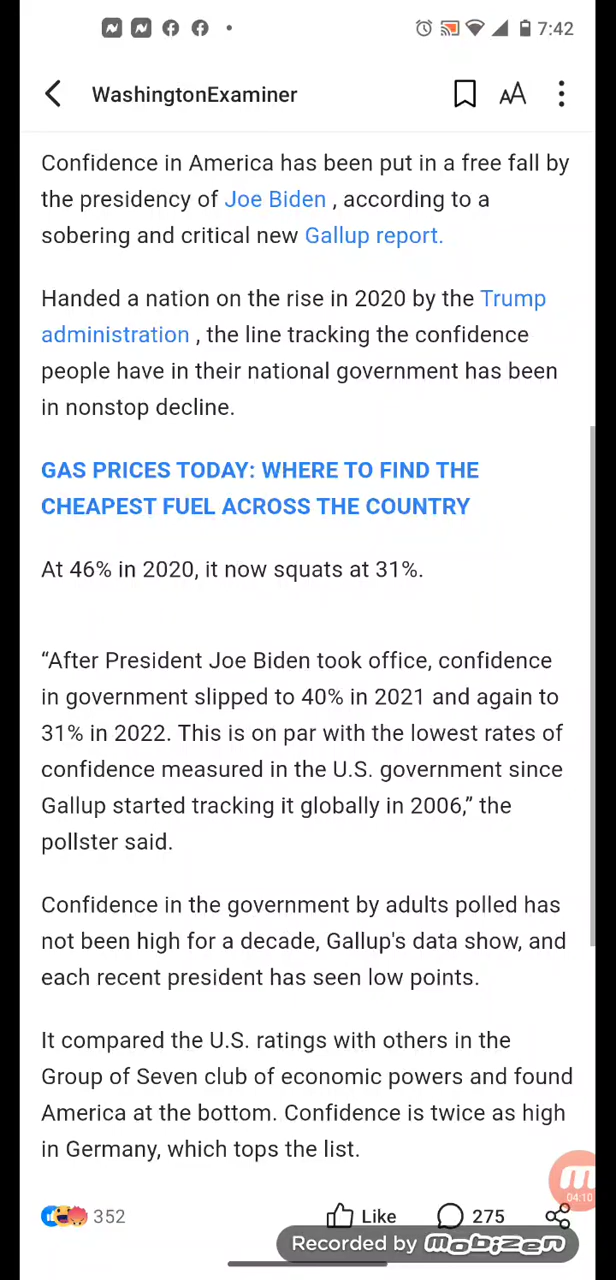 7:42
WashingtonExaminer AA
Confidence in America has been put in a free fall by
the presidency of Joe Biden , according to a
sobering and critical new Gallup report.
Handed a nation on the rise in 2020 by the Trump
administration , the line tracking the confidence
people have in their national government has been
in nonstop decline.
GAS PRICES TODAY: WHERE TO FIND THE
CHEAPEST FUEL ACROSS THE COUNTRY
At 46% in 2020, it now squats at 31%.
“After President Joe Biden took office, confidence
in government slipped to 40% in 2021 and again to
31% in 2022. This is on par with the lowest rates of
confidence measured in the U.S. government since
Gallup started tracking it globally in 2006,” the
pollster said.
Confidence in the government by adults polled has
not been high for a decade, Gallup's data show, and
each recent president has seen low points.
It compared the U.S. ratings with others in the
Group of Seven club of economic powers and found
America at the bottom. Confidence is twice as high
in Germany, which tops the list.
04:10
352 Like 275
Recorded by mobizen